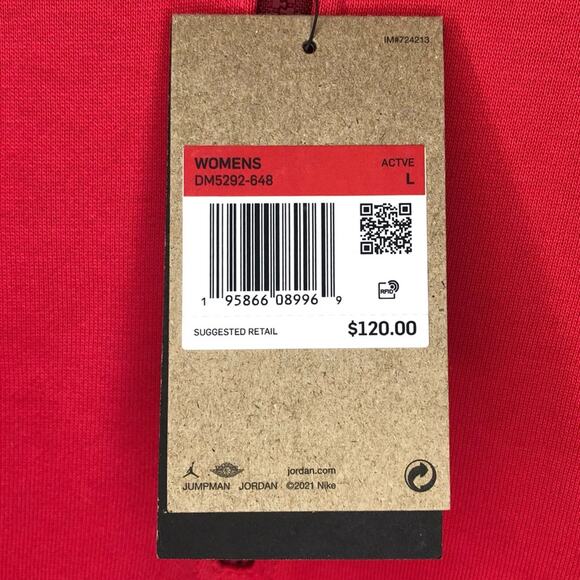 IM#724213
WOMENS ACTVE
DM5292-648 L
RFID
1 95866 08996 9
SUGGESTED RETAIL $120.00
jordan.com
JUMPMAN JORDAN ©2021 Nike